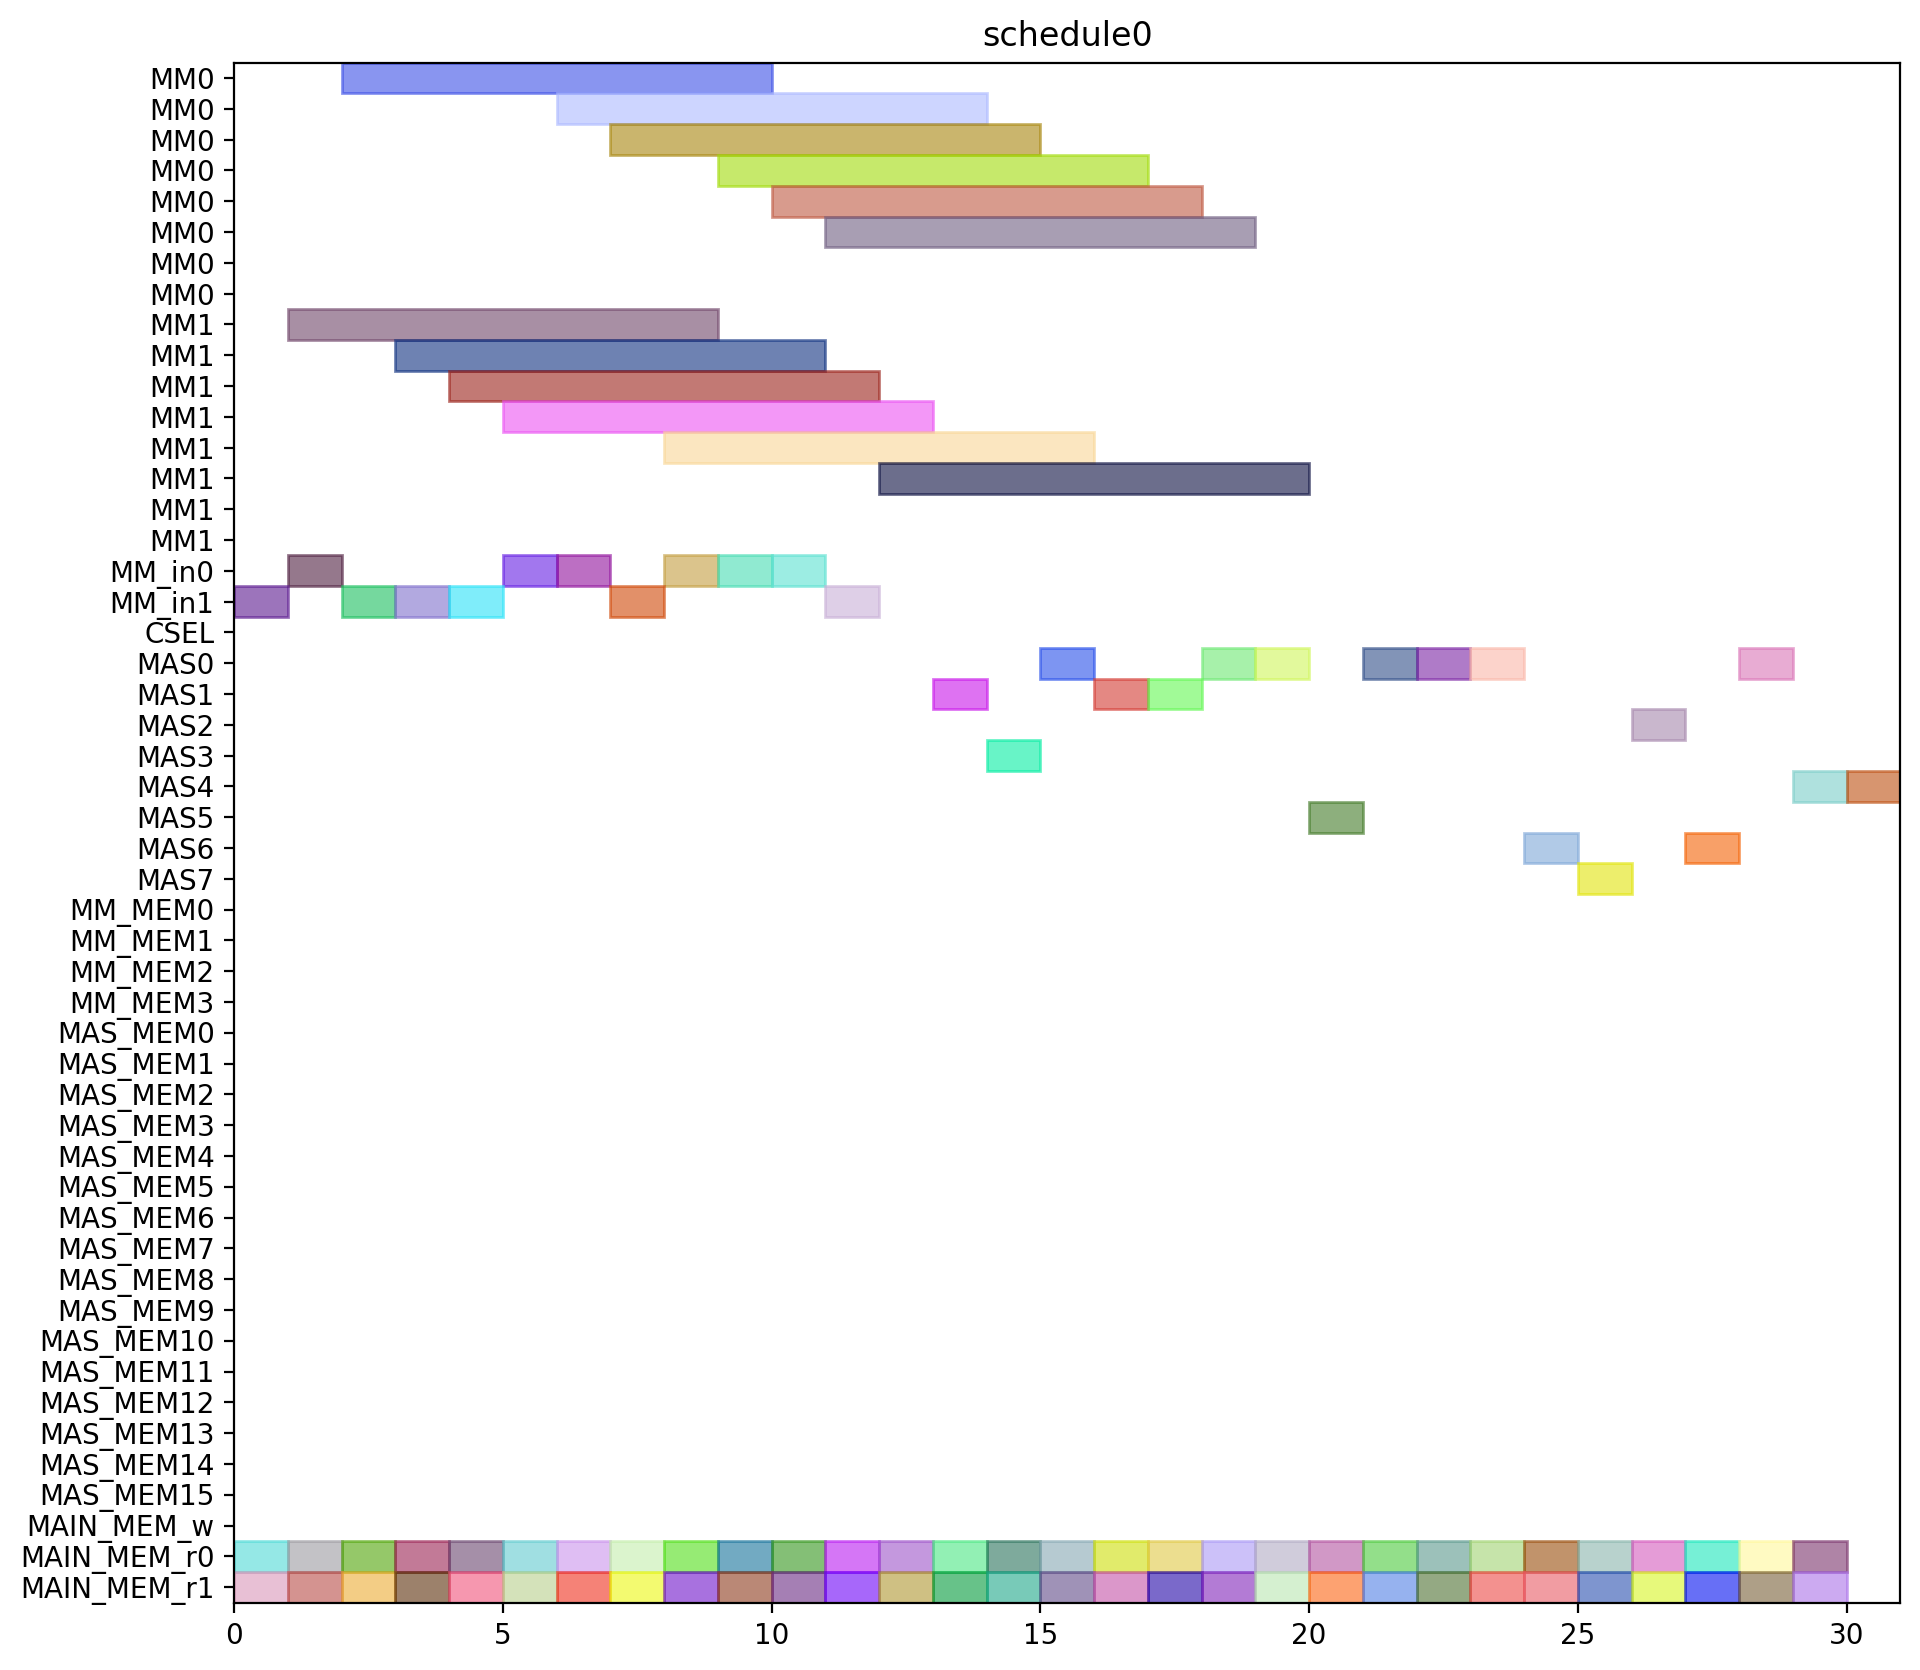 schedule0
MM0
MM0
MM0
MM0
MM0
MM0
MM0
MM0
MM1
MM1
MM1
MM1
MM1
MM1
MM1
MM1
MM_in0
MM_in1
CSEL
MAS0
MAS1
MAS2
MAS3
MAS4
MAS5
MAS6
MAS7
MM_MEM0
MM_MEM1
MM_MEM2
MM_MEM3
MAS_MEM0
MAS_MEM1
MAS_MEM2
MAS_MEM3
MAS_MEM4
MAS_MEM5
MAS_MEM6
MAS_MEM7
MAS_MEM8
MAS_MEM9
MAS_MEM10
MAS_MEM11
MAS_MEM12
MAS_MEM13
MAS_MEM14
MAS_MEM15
MAIN_MEM_w
MAIN_MEM_r0
MAIN_MEM_r1
0 5 10 15 20 25 30